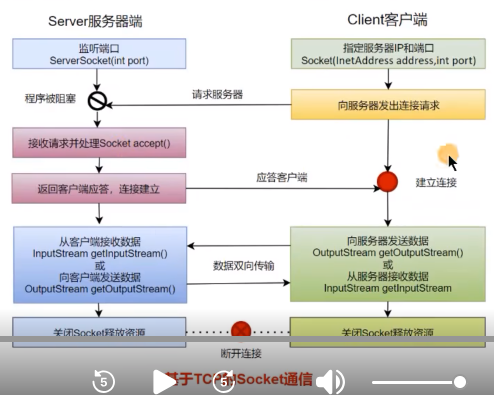 Server服务器端
Client客户端
监听端口
ServerSocket(int port)
指定服务器IP和端口
Socket(InetAddress address,int port)
程序被阻塞
请求服务器
向服务器发出连接请求
接收请求并处理Socket accept()
返回客户端应答，连接建立
应答客户端
建立连接
从客户端接收数据
InputStream getInputStream()
或
向客户端发送数据
OutputStream getOutputStream()
数据双向传输
向服务器发送数据
OutputStream getOutputStream()
或
从服务器接收数据
InputStream getInputStream
关闭Socket释放资源
关闭Socket释放资源
断开连接
基于TCP的Socket通信
5
5